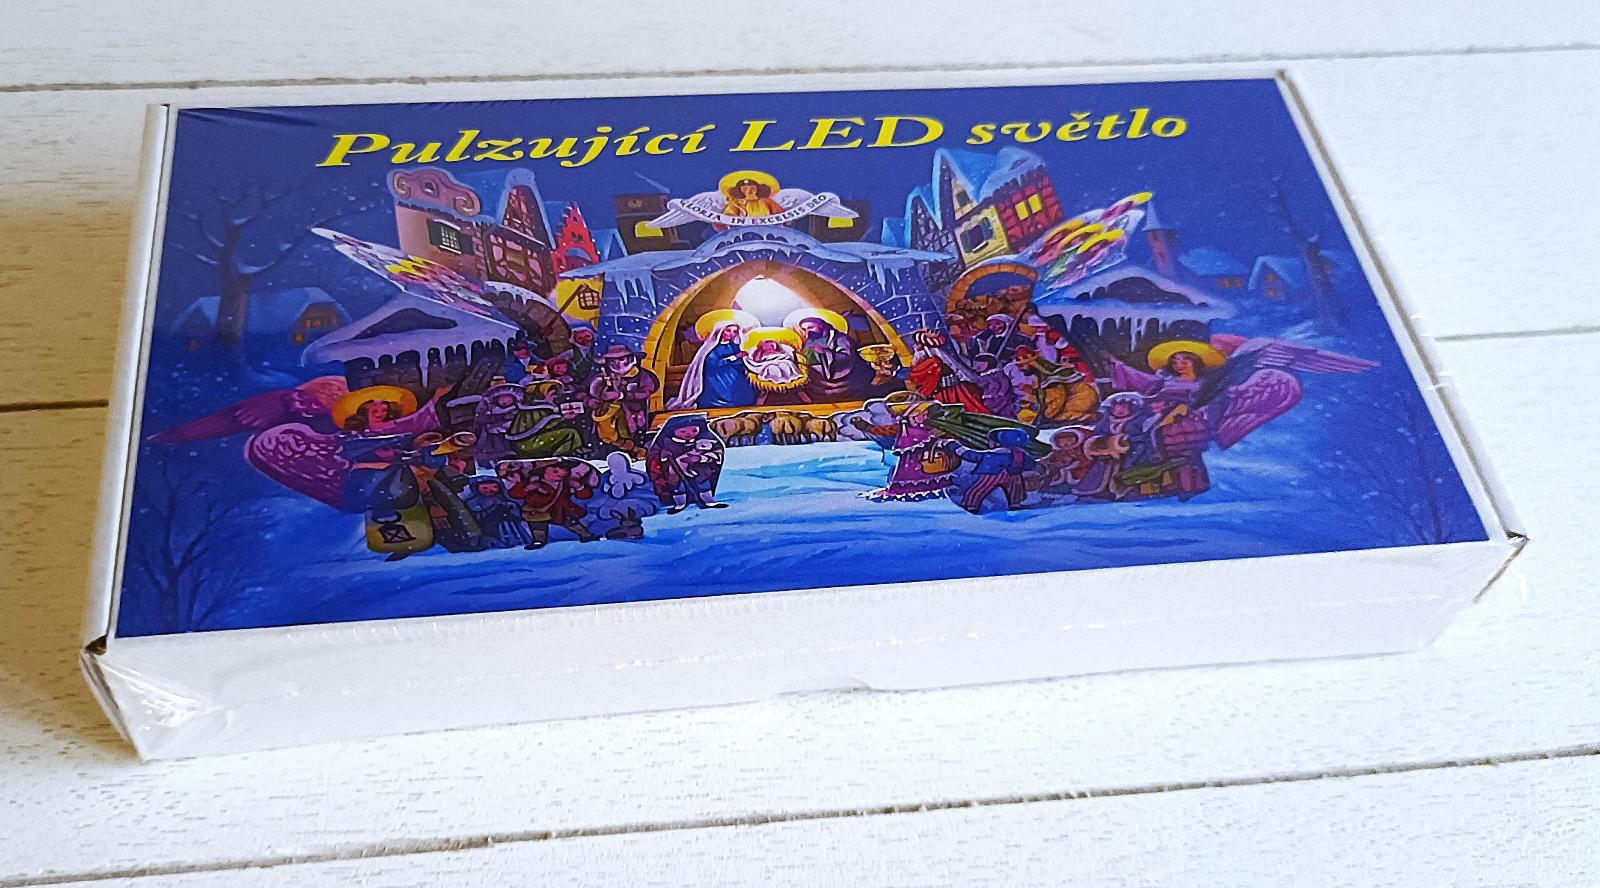 Pulzující LED světlo
GLORIA IN EXCELSIS DEO